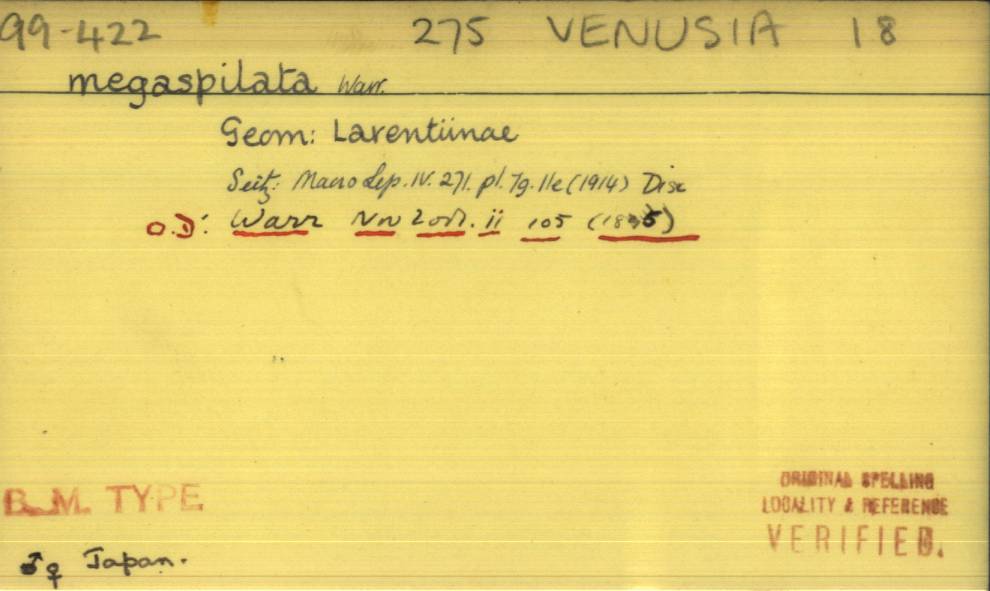 99-422 275 VENUSIA 18
megaspilata Warr.
Geom: Larentiinae
Seitz: Macro Lep. IV. 271. pl. 7g. 11e (1914) Disc
O.D: Warr Nov Zool. ii 105 (1895)
B.M. TYPE
ORIGINAL SPELLING
LOCALITY & REFERENCE
VERIFIED.
♂♀ Japan.